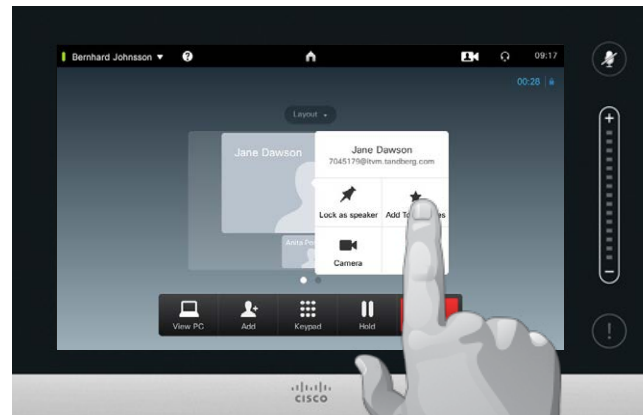 Bernhard Johnsson
?
09:17
00:28
Layout
Jane Dawson
Jane Dawson
7045179@itvm.tandberg.com
Lock as speaker
Camera
Anita
View PC
Add
Keypad
Hold
+
−
!
CISCO